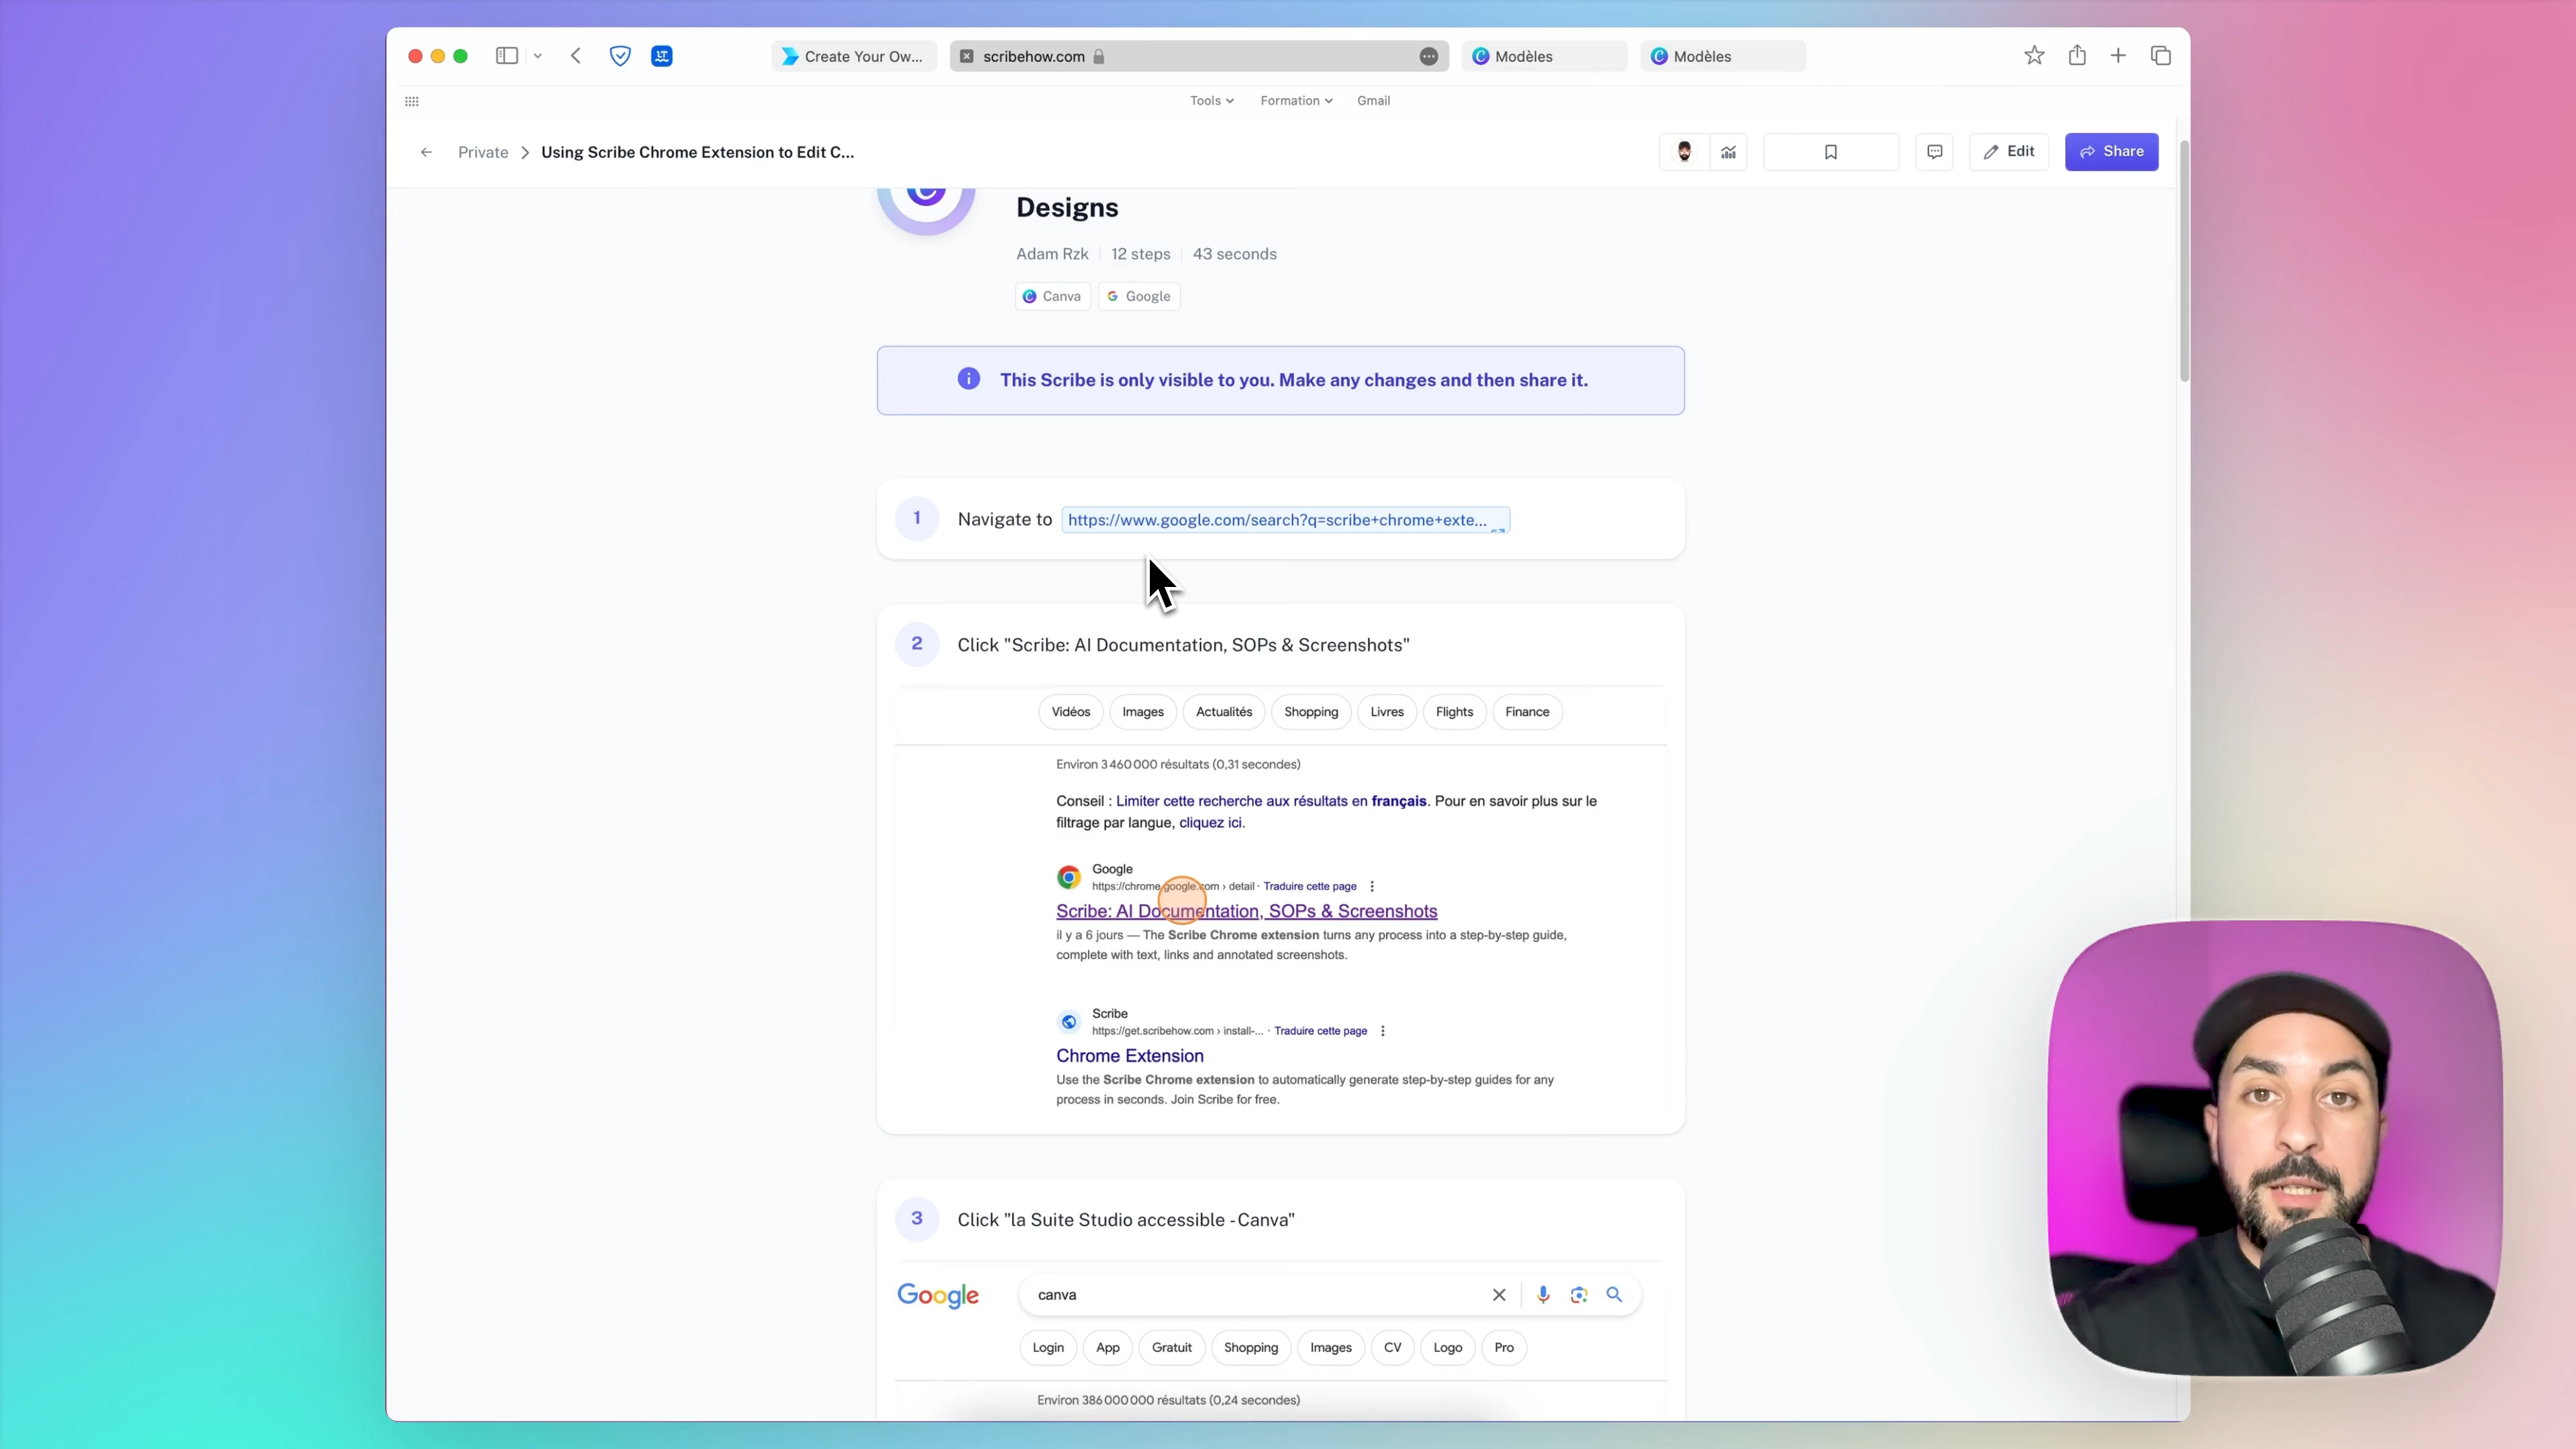 Create Your Ow...
scribehow.com
Modèles
Modèles
Tools
Formation
Gmail
Private
Using Scribe Chrome Extension to Edit C...
Edit
Share
Designs
Adam Rzk
12 steps
43 seconds
Canva
Google
This Scribe is only visible to you. Make any changes and then share it.
1
Navigate to https://www.google.com/search?q=scribe+chrome+exte...
2
Click "Scribe: AI Documentation, SOPs & Screenshots"
Vidéos
Images
Actualités
Shopping
Livres
Flights
Finance
Environ 3 460 000 résultats (0,31 secondes)
Conseil : Limiter cette recherche aux résultats en français. Pour en savoir plus sur le
filtrage par langue, cliquez ici.
Google
https://chrome.google.com › detail · Traduire cette page
Scribe: AI Documentation, SOPs & Screenshots
il y a 6 jours — The Scribe Chrome extension turns any process into a step-by-step guide,
complete with text, links and annotated screenshots.
Scribe
https://get.scribehow.com › install-... · Traduire cette page
Chrome Extension
Use the Scribe Chrome extension to automatically generate step-by-step guides for any
process in seconds. Join Scribe for free.
3
Click "la Suite Studio accessible - Canva"
Google
canva
Login
App
Gratuit
Shopping
Images
CV
Logo
Pro
Environ 386 000 000 résultats (0,24 secondes)